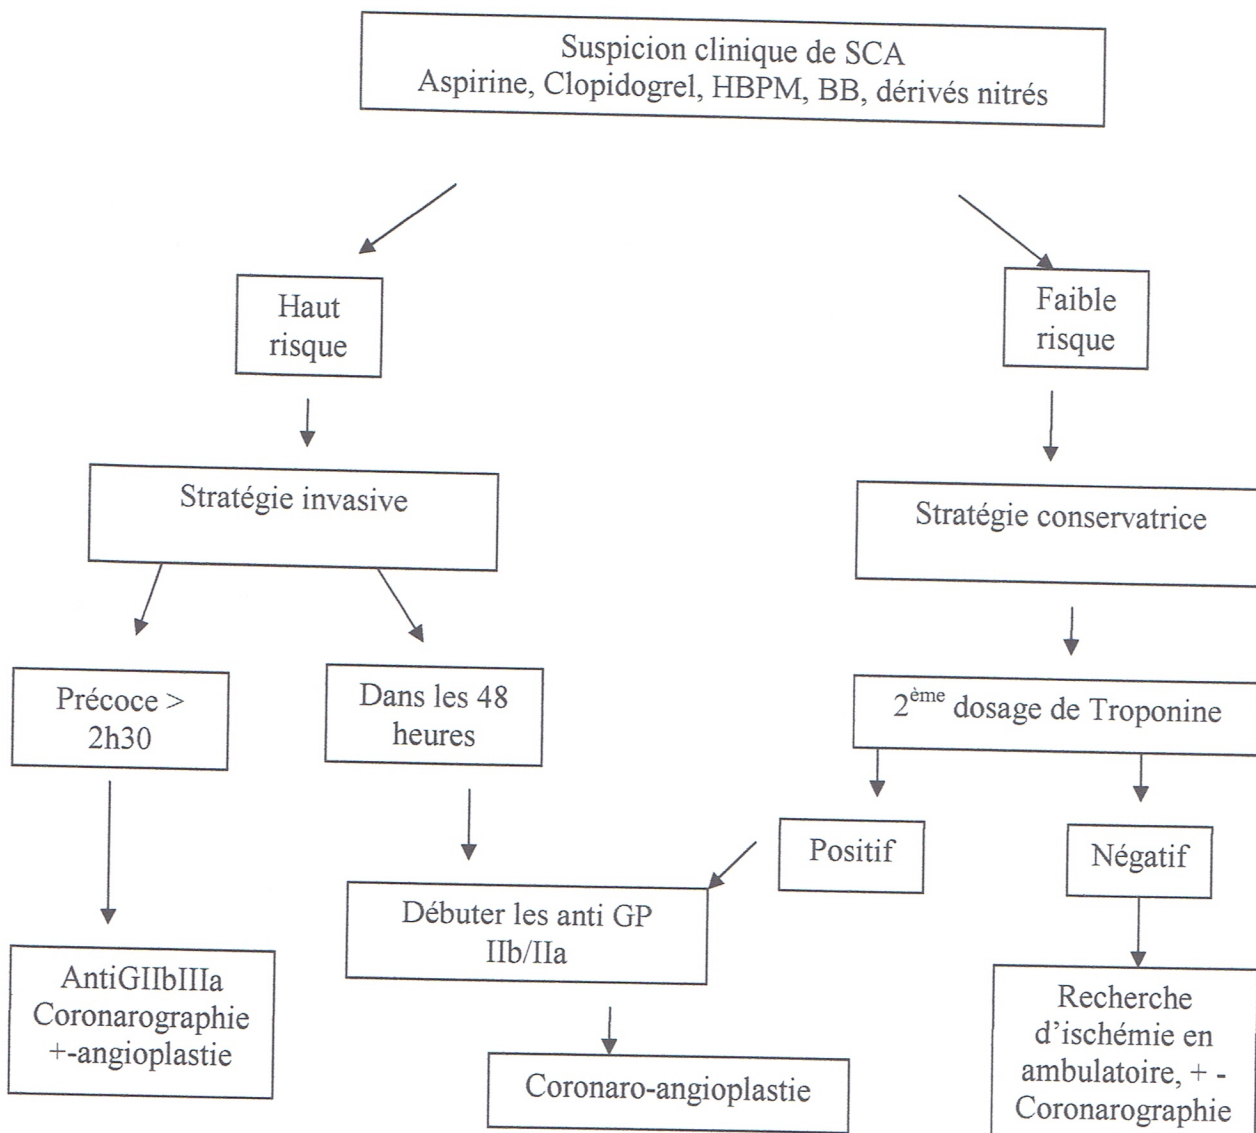 Suspicion clinique de SCA
Aspirine, Clopidogrel, HBPM, BB, dérivés nitrés
Haut
risque
Faible
risque
Stratégie invasive
Stratégie conservatrice
Précoce >
2h30
Dans les 48
heures
2ème dosage de Troponine
Positif
Négatif
Débuter les anti GP
IIb/IIa
AntiGIIbIIIa
Coronarographie
+-angioplastie
Coronaro-angioplastie
Recherche
d'ischémie en
ambulatoire, + -
Coronarographie